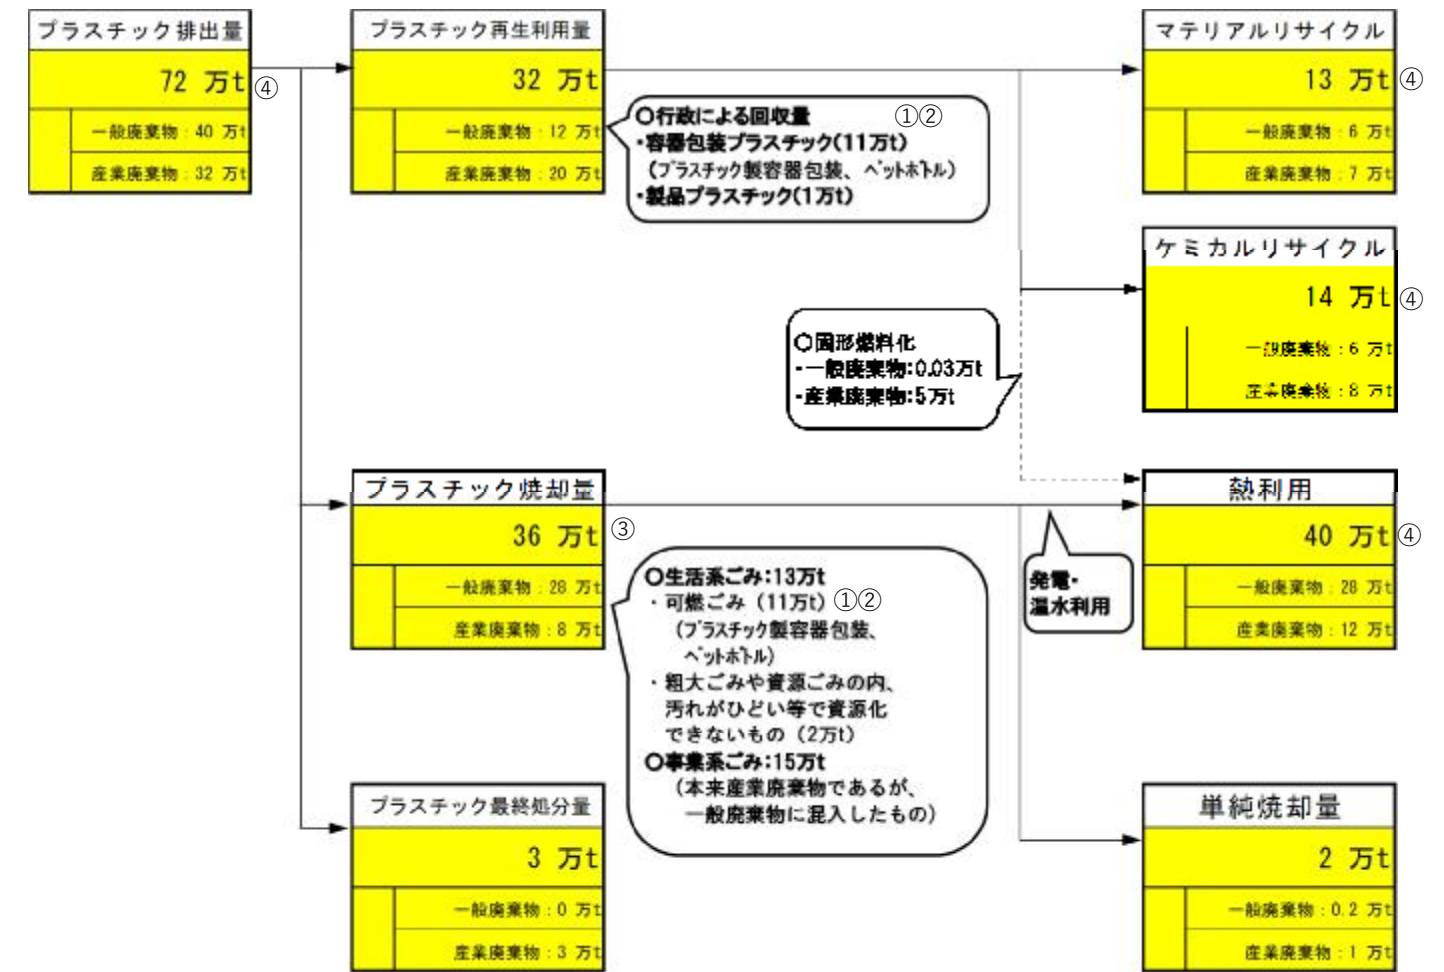 プラスチック排出量
72 万t
④
一般廃棄物：40 万t
産業廃棄物：32 万t
プラスチック再生利用量
32 万t
一般廃棄物：12 万t
産業廃棄物：20 万t
〇行政による回収量
①②
・容器包装プラスチック(11万t)
(プラスチック製容器包装、ペットボトル)
・製品プラスチック(1万t)
マテリアルリサイクル
13 万t
④
一般廃棄物：6 万t
産業廃棄物：7 万t
ケミカルリサイクル
14 万t
④
一般廃棄物：6 万t
産業廃棄物：8 万t
〇固形燃料化
・一般廃棄物：0.03万t
・産業廃棄物：5万t
プラスチック焼却量
36 万t
③
一般廃棄物：28 万t
産業廃棄物：8 万t
〇生活系ごみ：13万t
・可燃ごみ（11万t）①②
(プラスチック製容器包装、
ペットボトル)
・粗大ごみや資源ごみの内、
汚れがひどい等で資源化
できないもの（2万t）
〇事業系ごみ：15万t
(本来産業廃棄物であるが、
一般廃棄物に混入したもの)
発電・
温水利用
熱利用
40 万t
④
一般廃棄物：28 万t
産業廃棄物：12 万t
プラスチック最終処分量
3 万t
一般廃棄物：0 万t
産業廃棄物：3 万t
単純焼却量
2 万t
一般廃棄物：0.2 万t
産業廃棄物：1 万t